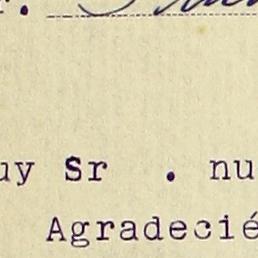 r.
uy Sr . nu
Agradecié